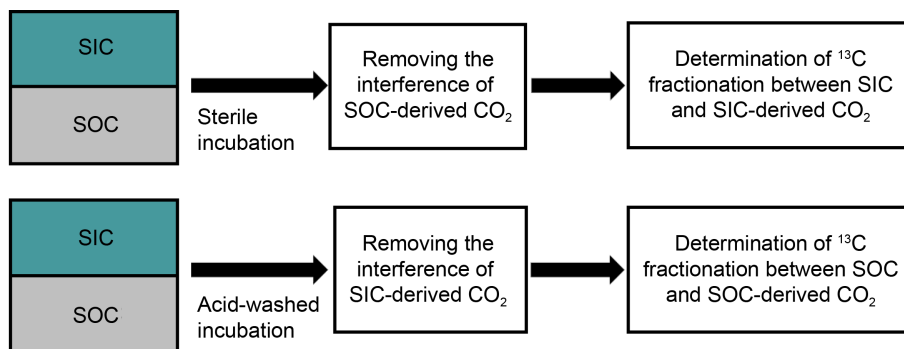 SIC
SOC
Sterile
incubation
Removing the
interference of
SOC-derived CO₂
Determination of ¹³C
fractionation between SIC
and SIC-derived CO₂
SIC
SOC
Acid-washed
incubation
Removing the
interference of
SIC-derived CO₂
Determination of ¹³C
fractionation between SOC
and SOC-derived CO₂